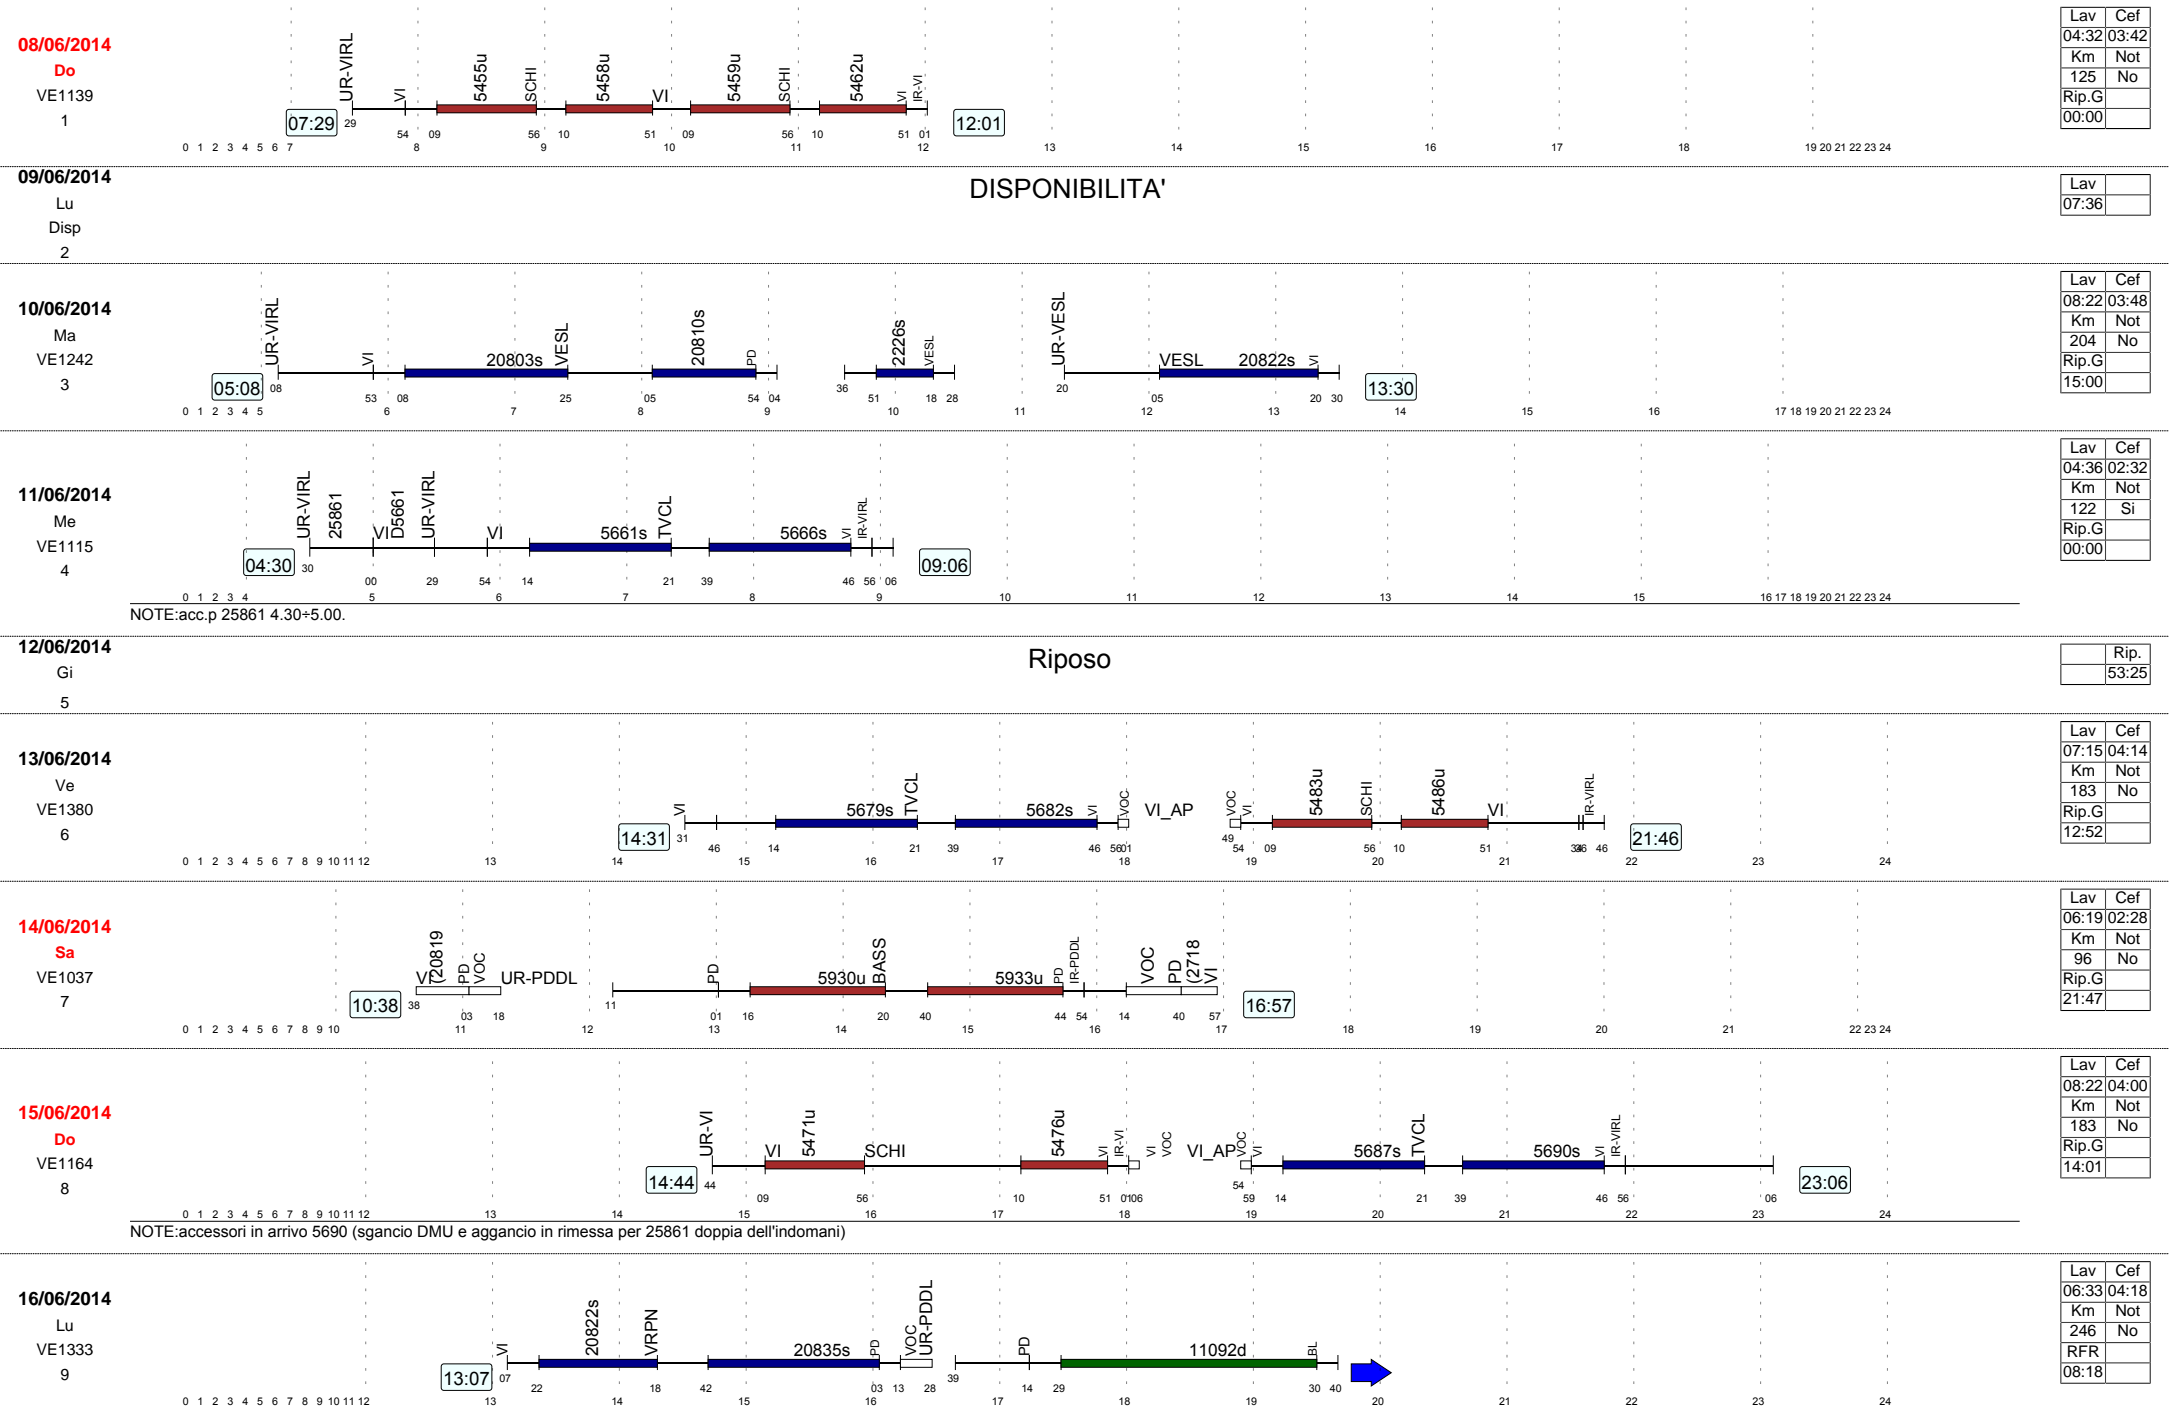 08/06/2014
Do
VE1139
1
07:29
UR-VIRL VI 5455u SCHI 5458u VI 5459u SCHI 5462u VI IR-VI
12:01
29 54 09 56 10 51 09 56 10 51 01
0 1 2 3 4 5 6 7 8 9 10 11 12 13 14 15 16 17 18 19 20 21 22 23 24
Lav Cef
04:32 03:42
Km Not
125 No
Rip.G
00:00
09/06/2014
Lu
Disp
2
DISPONIBILITA'
Lav
07:36
10/06/2014
Ma
VE1242
3
05:08
UR-VIRL VI 20803s VESL 20810s PD 2226s VESL UR-VESL VESL 20822s VI
13:30
08 53 08 25 05 54 04 36 51 18 28 20 05 20 30
0 1 2 3 4 5 6 7 8 9 10 11 12 13 14 15 16 17 18 19 20 21 22 23 24
Lav Cef
08:22 03:48
Km Not
204 No
Rip.G
15:00
11/06/2014
Me
VE1115
4
04:30
UR-VIRL 25861 VI D5661 UR-VIRL VI 5661s TVCL 5666s VI IR-VIRL
09:06
30 00 29 54 14 21 39 46 56 06
0 1 2 3 4 5 6 7 8 9 10 11 12 13 14 15 16 17 18 19 20 21 22 23 24
NOTE:acc.p 25861 4.30÷5.00.
Lav Cef
04:36 02:32
Km Not
122 Si
Rip.G
00:00
12/06/2014
Gi
5
Riposo
Rip.
53:25
13/06/2014
Ve
VE1380
6
14:31
VI 5679s TVCL 5682s VI VOC VI_AP VOC VI 5483u SCHI 5486u VI IR-VIRL
21:46
31 46 14 21 39 46 56 01 49 54 09 56 10 51 34 36 46
0 1 2 3 4 5 6 7 8 9 10 11 12 13 14 15 16 17 18 19 20 21 22 23 24
Lav Cef
07:15 04:14
Km Not
183 No
Rip.G
12:52
14/06/2014
Sa
VE1037
7
10:38
VI (20819 PD VOC UR-PDDL PD 5930u BASS 5933u PD IR-PDDL VOC PD (2718 VI
16:57
38 03 18 11 01 16 20 40 44 54 14 40 57
0 1 2 3 4 5 6 7 8 9 10 11 12 13 14 15 16 17 18 19 20 21 22 23 24
Lav Cef
06:19 02:28
Km Not
96 No
Rip.G
21:47
15/06/2014
Do
VE1164
8
14:44
UR-VI VI 5471u SCHI 5476u VI IR-VI VI VOC VI_AP VOC VI 5687s TVCL 5690s VI IR-VIRL
23:06
44 09 56 10 51 01 06 54 59 14 21 39 46 56 06
0 1 2 3 4 5 6 7 8 9 10 11 12 13 14 15 16 17 18 19 20 21 22 23 24
NOTE:accessori in arrivo 5690 (sgancio DMU e aggancio in rimessa per 25861 doppia dell'indomani)
Lav Cef
08:22 04:00
Km Not
183 No
Rip.G
14:01
16/06/2014
Lu
VE1333
9
13:07
VI 20822s VRPN 20835s PD VOC UR-PDDL PD 11092d BL
07 22 18 42 03 13 28 39 14 29 30 40
0 1 2 3 4 5 6 7 8 9 10 11 12 13 14 15 16 17 18 19 20 21 22 23 24
Lav Cef
06:33 04:18
Km Not
246 No
RFR
08:18